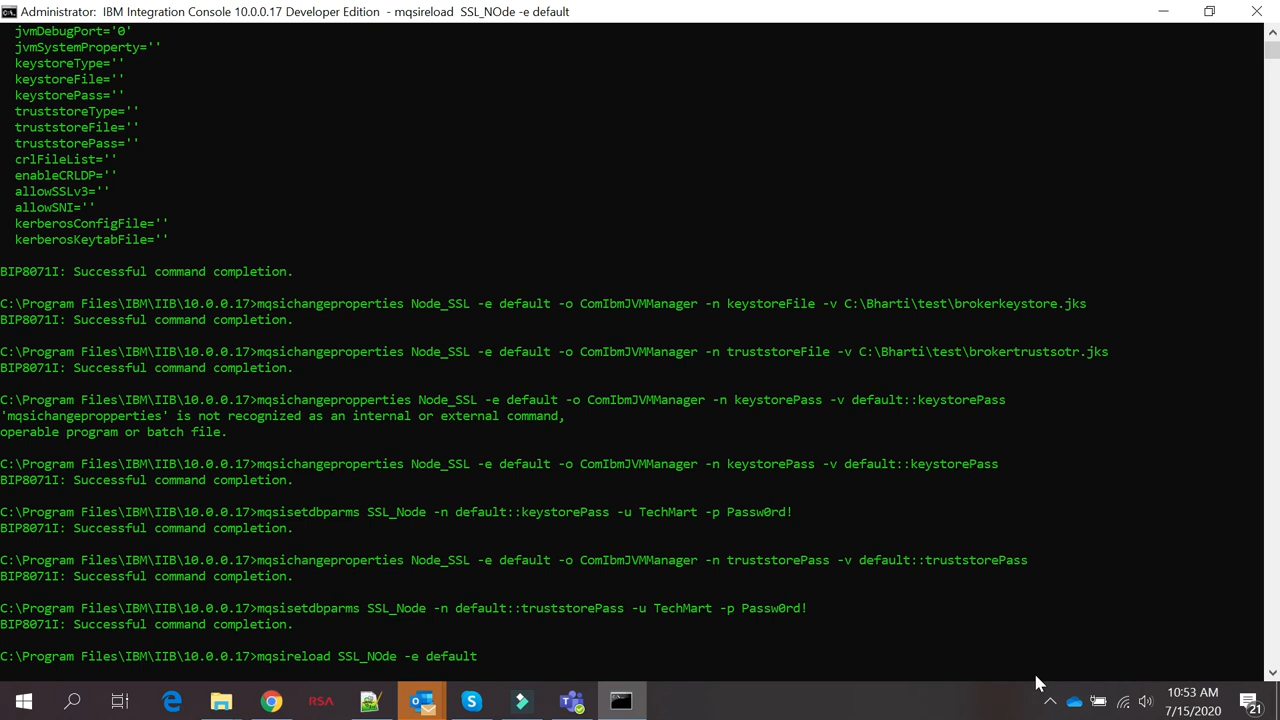 Administrator: IBM Integration Console 10.0.0.17 Developer Edition - mqsireload  SSL_NOde -e default
jvmDebugPort='0'
jvmSystemProperty=''
keystoreType=''
keystoreFile=''
keystorePass=''
truststoreType=''
truststoreFile=''
truststorePass=''
crlFileList=''
enableCRLDP=''
allowSSLv3=''
allowSNI=''
kerberosConfigFile=''
kerberosKeytabFile=''
BIP8071I: Successful command completion.
C:\Program Files\IBM\IIB\10.0.0.17>mqsichangeproperties Node_SSL -e default -o ComIbmJVMManager -n keystoreFile -v C:\Bharti\test\brokerkeystore.jks
BIP8071I: Successful command completion.
C:\Program Files\IBM\IIB\10.0.0.17>mqsichangeproperties Node_SSL -e default -o ComIbmJVMManager -n truststoreFile -v C:\Bharti\test\brokertrustsotr.jks
BIP8071I: Successful command completion.
C:\Program Files\IBM\IIB\10.0.0.17>mqsichangepropperties Node_SSL -e default -o ComIbmJVMManager -n keystorePass -v default::keystorePass
'mqsichangepropperties' is not recognized as an internal or external command,
operable program or batch file.
C:\Program Files\IBM\IIB\10.0.0.17>mqsichangeproperties Node_SSL -e default -o ComIbmJVMManager -n keystorePass -v default::keystorePass
BIP8071I: Successful command completion.
C:\Program Files\IBM\IIB\10.0.0.17>mqsisetdbparms SSL_Node -n default::keystorePass -u TechMart -p Passw0rd!
BIP8071I: Successful command completion.
C:\Program Files\IBM\IIB\10.0.0.17>mqsichangeproperties Node_SSL -e default -o ComIbmJVMManager -n truststorePass -v default::truststorePass
BIP8071I: Successful command completion.
C:\Program Files\IBM\IIB\10.0.0.17>mqsisetdbparms SSL_Node -n default::truststorePass -u TechMart -p Passw0rd!
BIP8071I: Successful command completion.
C:\Program Files\IBM\IIB\10.0.0.17>mqsireload SSL_NOde -e default
RSA
10:53 AM
7/15/2020
21